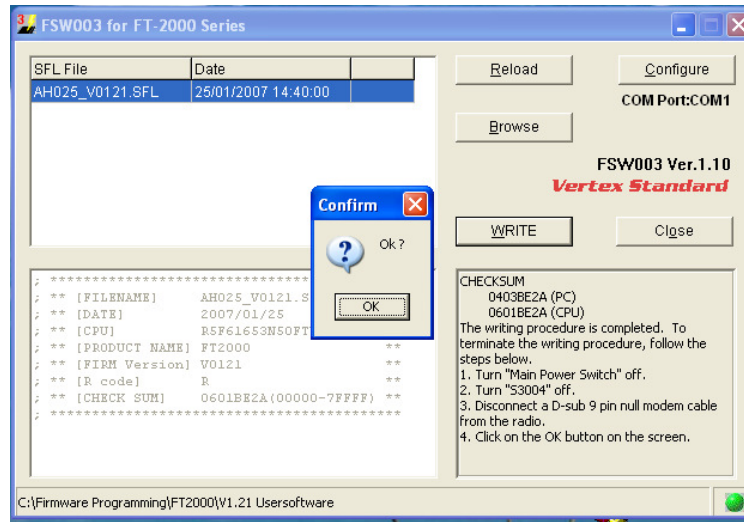 FSW003 for FT-2000 Series
SFL File Date
AH025_V0121.SFL 25/01/2007 14:40:00
Reload Configure
COM Port:COM1
Browse
FSW003 Ver.1.10
Vertex Standard
WRITE Close
Confirm
Ok?
OK
; *************************************
; ** [FILENAME] AH025_V0121.S
; ** [DATE] 2007/01/25
; ** [CPU] R5F61653N50FT
; ** [PRODUCT NAME] FT2000 **
; ** [FIRM Version] V0121 **
; ** [R code] R **
; ** [CHECK SUM] 0601BE2A(00000-7FFFF) **
; *************************************
CHECKSUM
0403BE2A (PC)
0601BE2A (CPU)
The writing procedure is completed. To
terminate the writing procedure, follow the
steps below.
1. Turn "Main Power Switch" off.
2. Turn "S3004" off.
3. Disconnect a D-sub 9 pin null modem cable
from the radio.
4. Click on the OK button on the screen.
C:\Firmware Programming\FT2000\V1.21 Usersoftware